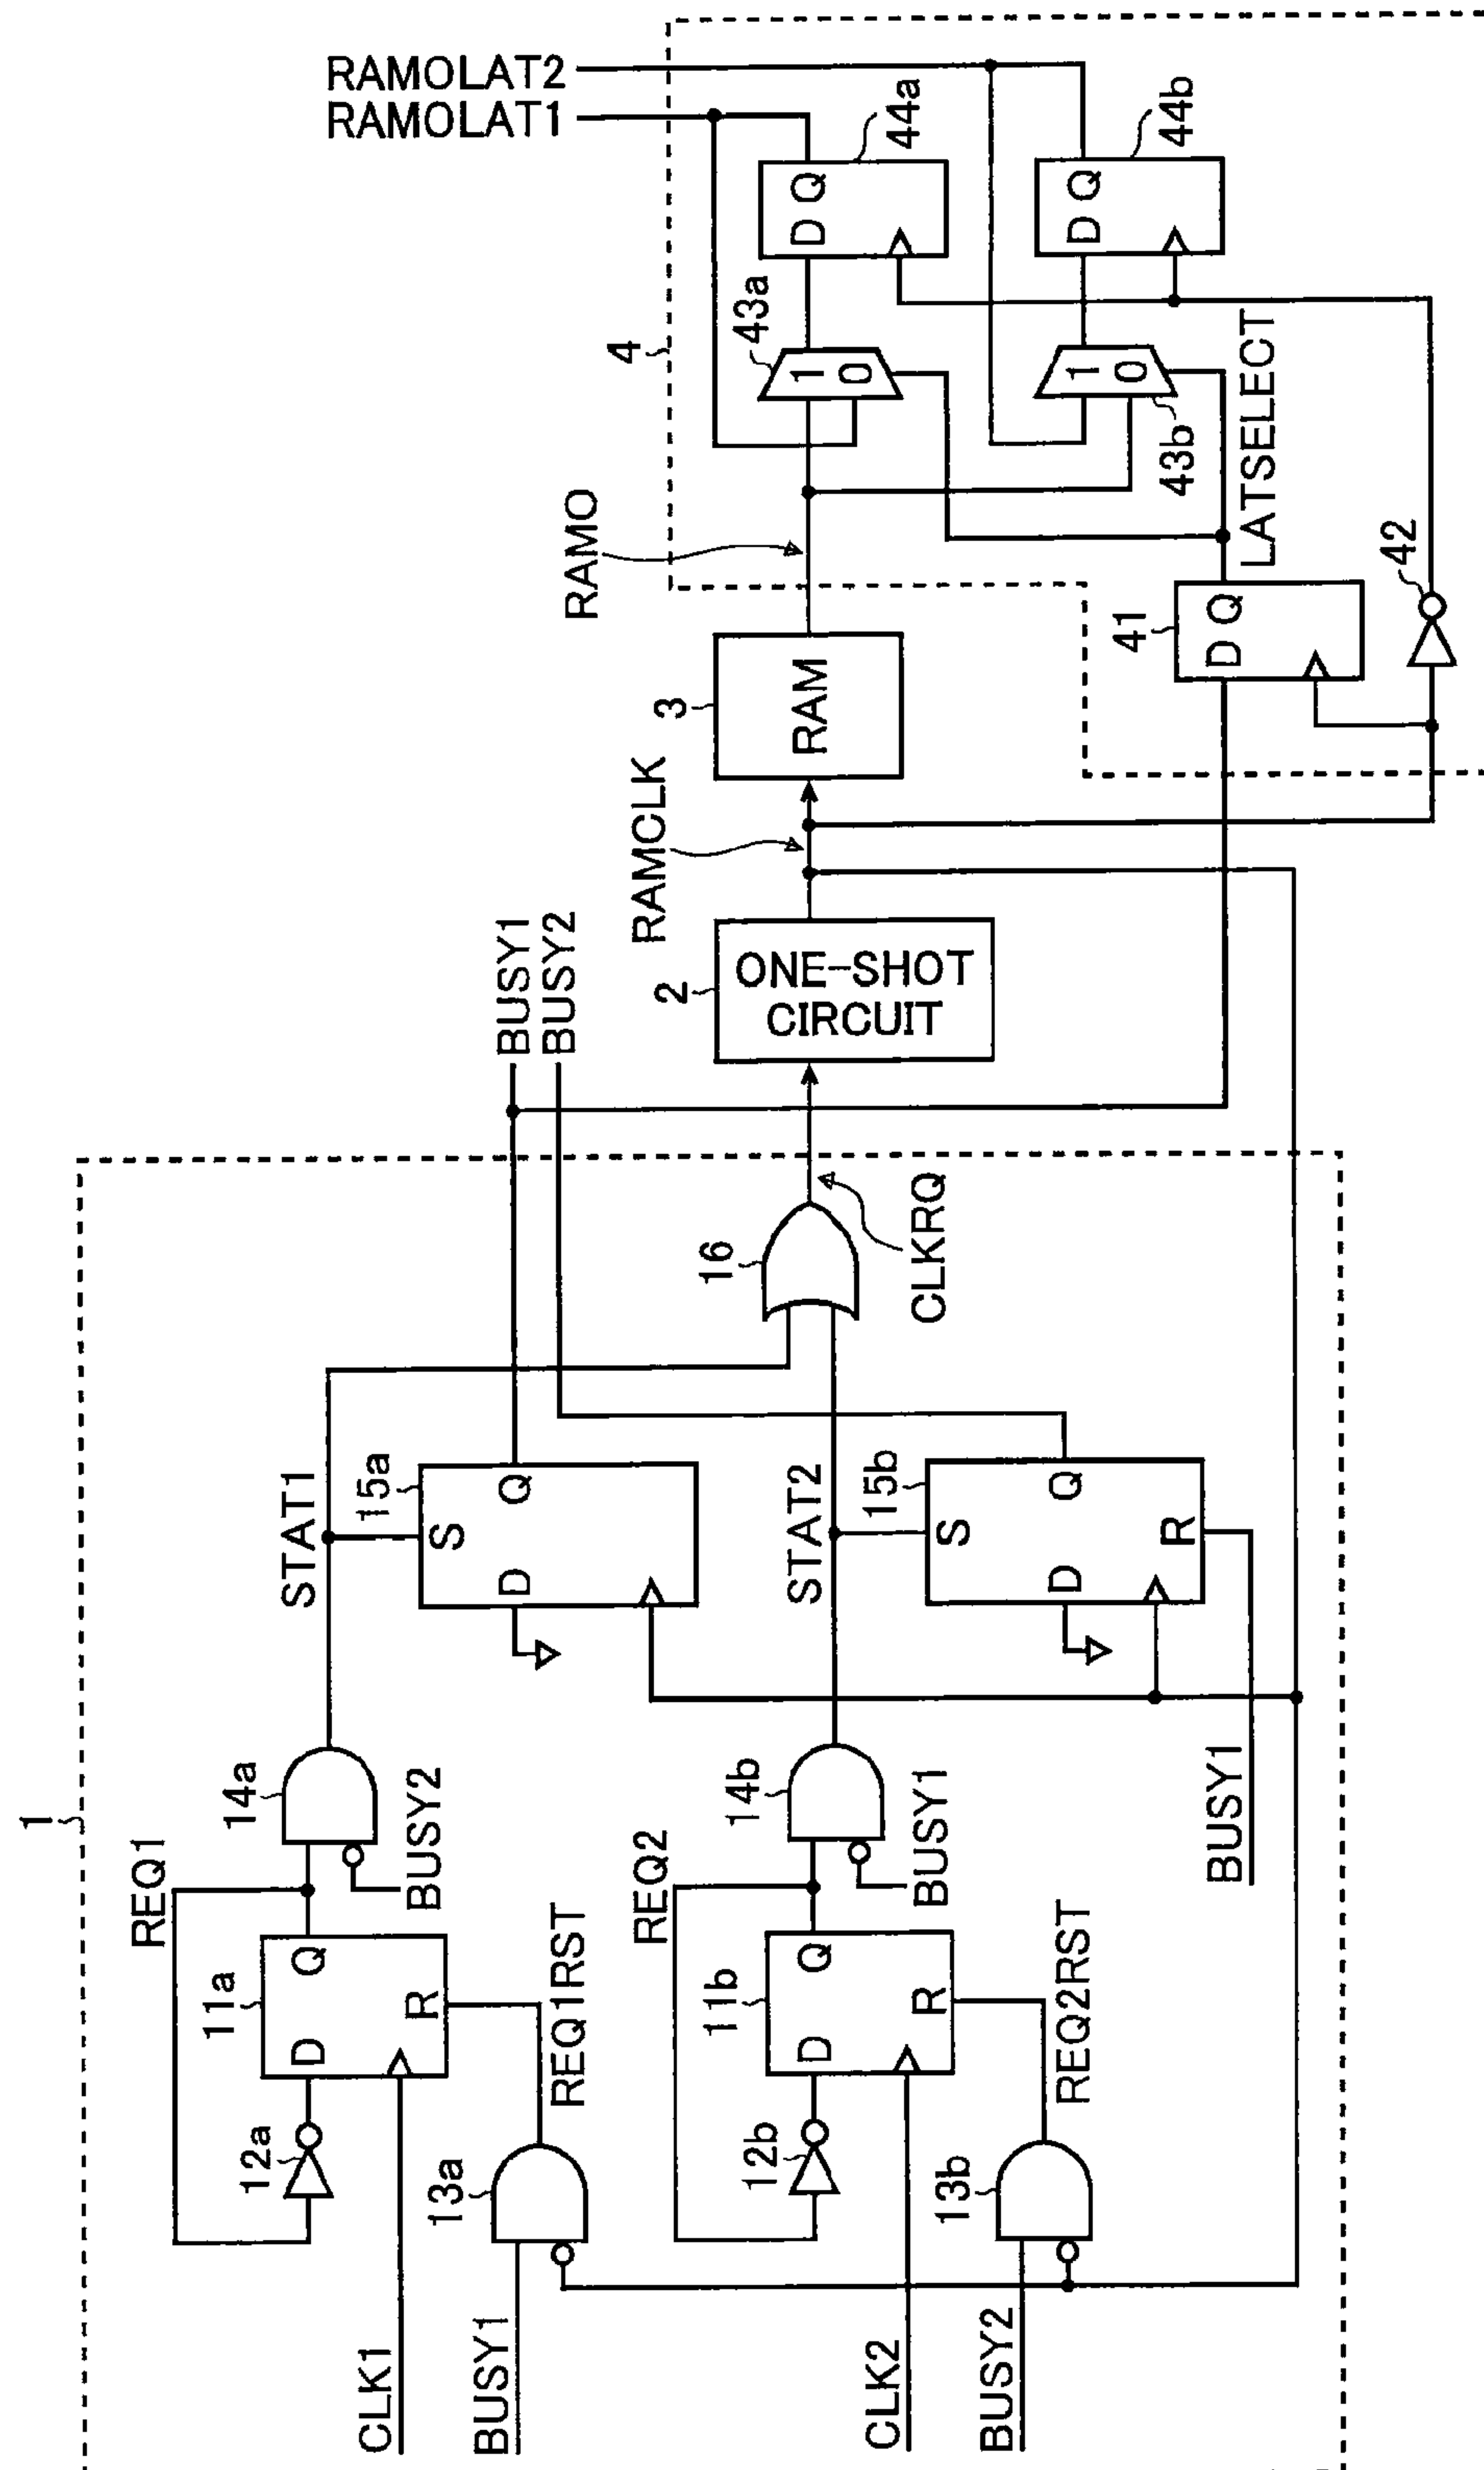 RAMOLAT2
RAMOLAT1
44a
D Q
44b
D Q
43a
1
0
4
43b
1
0
LATSELECT
RAMO
41
D Q
42
3
RAM
RAMCLK
BUSY1
BUSY2
2
ONE-SHOT
CIRCUIT
16
CLKRQ
STAT1
15a
S
D
Q
STAT2
15b
S
D
Q
R
1
14a
REQ1
BUSY2
14b
REQ2
BUSY1
BUSY1
11a
D
Q
R
REQ1RST
11b
D
Q
R
REQ2RST
12a
13a
12b
13b
CLK1
BUSY1
CLK2
BUSY2